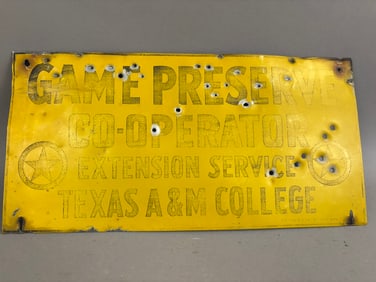 GAME PRESERVE
CO-OPERATOR
EXTENSION SERVICE
TEXAS A&M COLLEGE